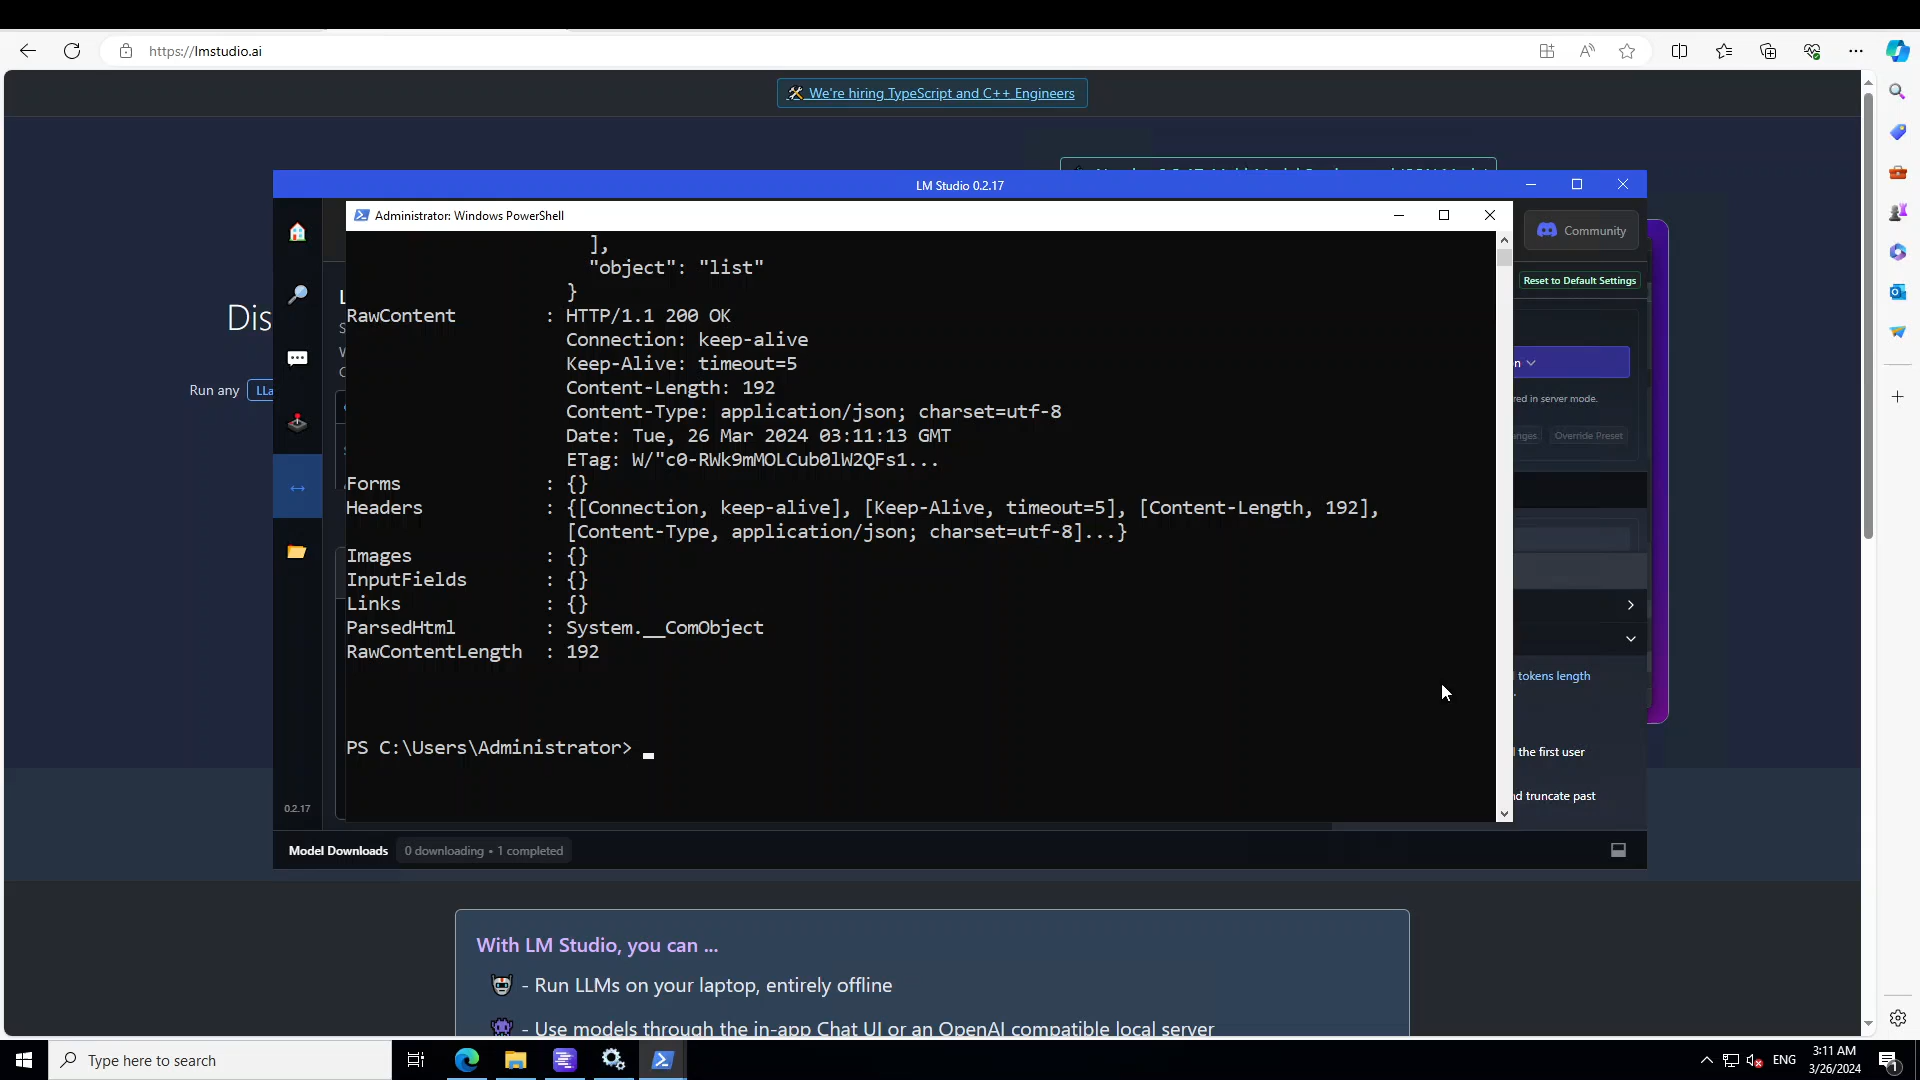 https://lmstudio.ai
🛠 We're hiring TypeScript and C++ Engineers
LM Studio 0.2.17
Administrator: Windows PowerShell
Community
Reset to Default Settings
],
"object": "list"
}
RawContent : HTTP/1.1 200 OK
Connection: keep-alive
Keep-Alive: timeout=5
Content-Length: 192
Content-Type: application/json; charset=utf-8
Date: Tue, 26 Mar 2024 03:11:13 GMT
ETag: W/"c0-RWk9mMOLCub0lW2QFs1...
Forms : {}
Headers : {[Connection, keep-alive], [Keep-Alive, timeout=5], [Content-Length, 192],
[Content-Type, application/json; charset=utf-8]...}
Images : {}
InputFields : {}
Links : {}
ParsedHtml : System.__ComObject
RawContentLength : 192
PS C:\Users\Administrator> _
Dis
Run any LLa
red in server mode.
nges Override Preset
tokens length
the first user
nd truncate past
0.2.17
Model Downloads 0 downloading • 1 completed
With LM Studio, you can ...
- Run LLMs on your laptop, entirely offline
- Use models through the in-app Chat UI or an OpenAI compatible local server
Type here to search
ENG
3:11 AM
3/26/2024
1